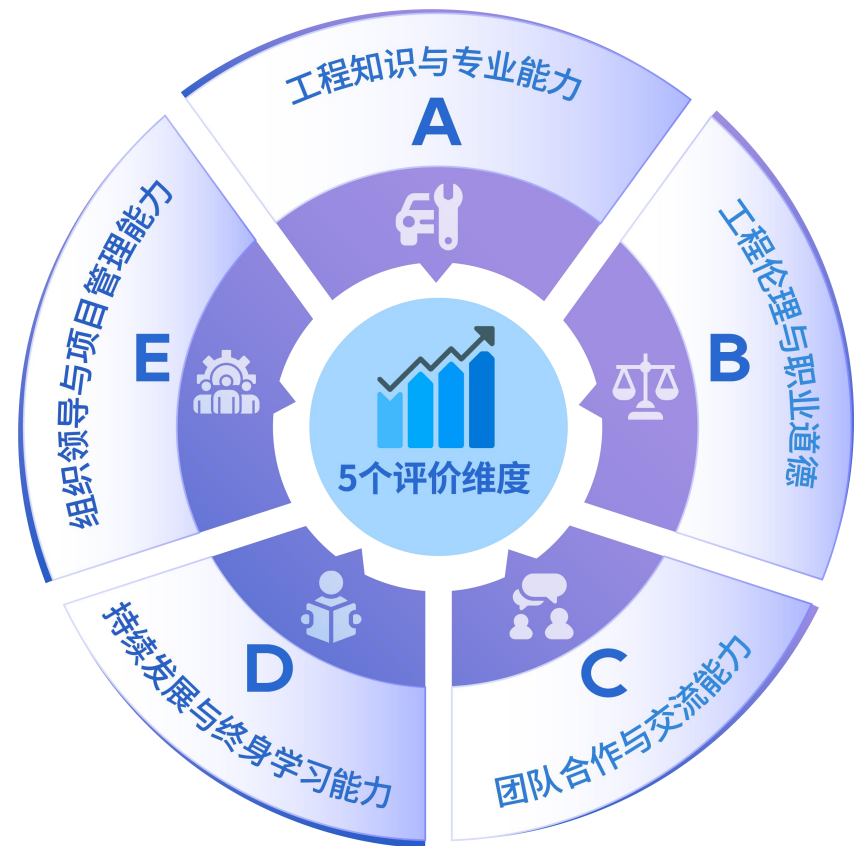 工程知识与专业能力
A
工程伦理与职业道德
B
团队合作与交流能力
C
持续发展与终身学习能力
D
组织领导与项目管理能力
E
5个评价维度